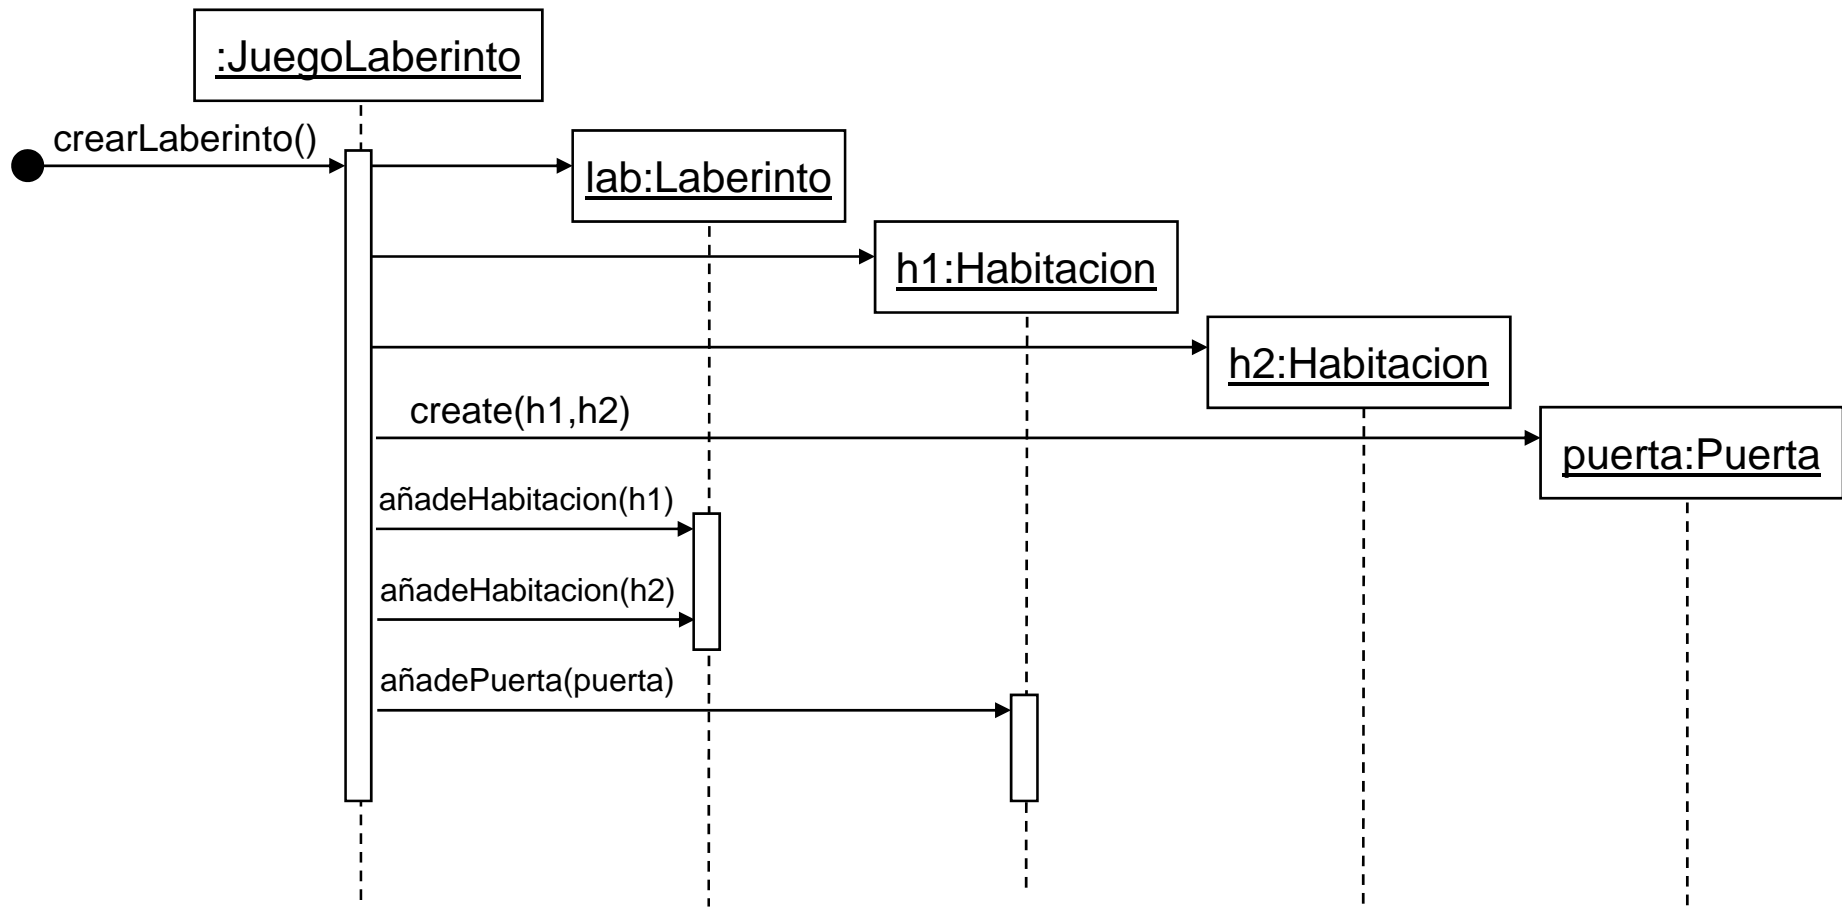 :JuegoLaberinto
crearLaberinto()
lab:Laberinto
h1:Habitacion
h2:Habitacion
create(h1,h2)
puerta:Puerta
añadeHabitacion(h1)
añadeHabitacion(h2)
añadePuerta(puerta)